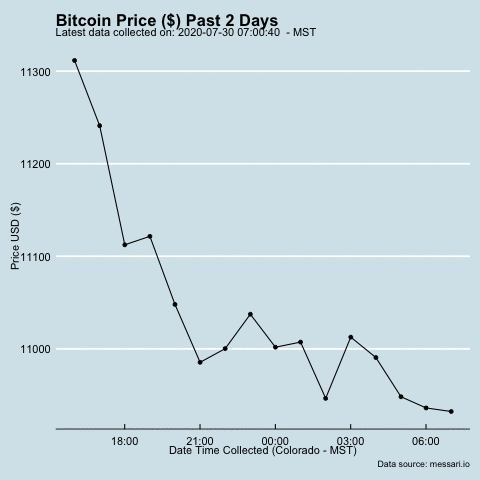 Bitcoin Price ($) Past 2 Days
Latest data collected on: 2020-07-30 07:00:40  - MST
11300
11200
11100
11000
Price USD ($)
18:00 21:00 00:00 03:00 06:00
Date Time Collected (Colorado - MST)
Data source: messari.io